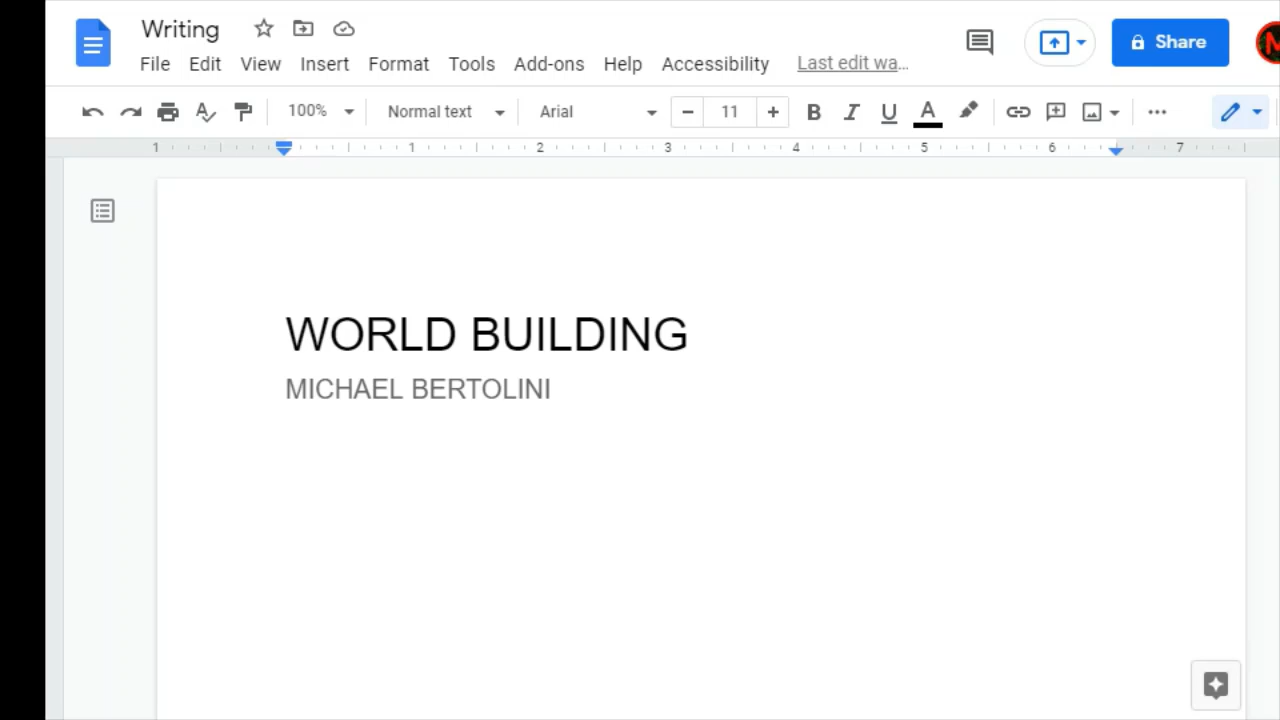 Writing
File Edit View Insert Format Tools Add-ons Help Accessibility Last edit wa...
Share
100% Normal text Arial 11 B I U A
1 1 2 3 4 5 6 7
WORLD BUILDING
MICHAEL BERTOLINI